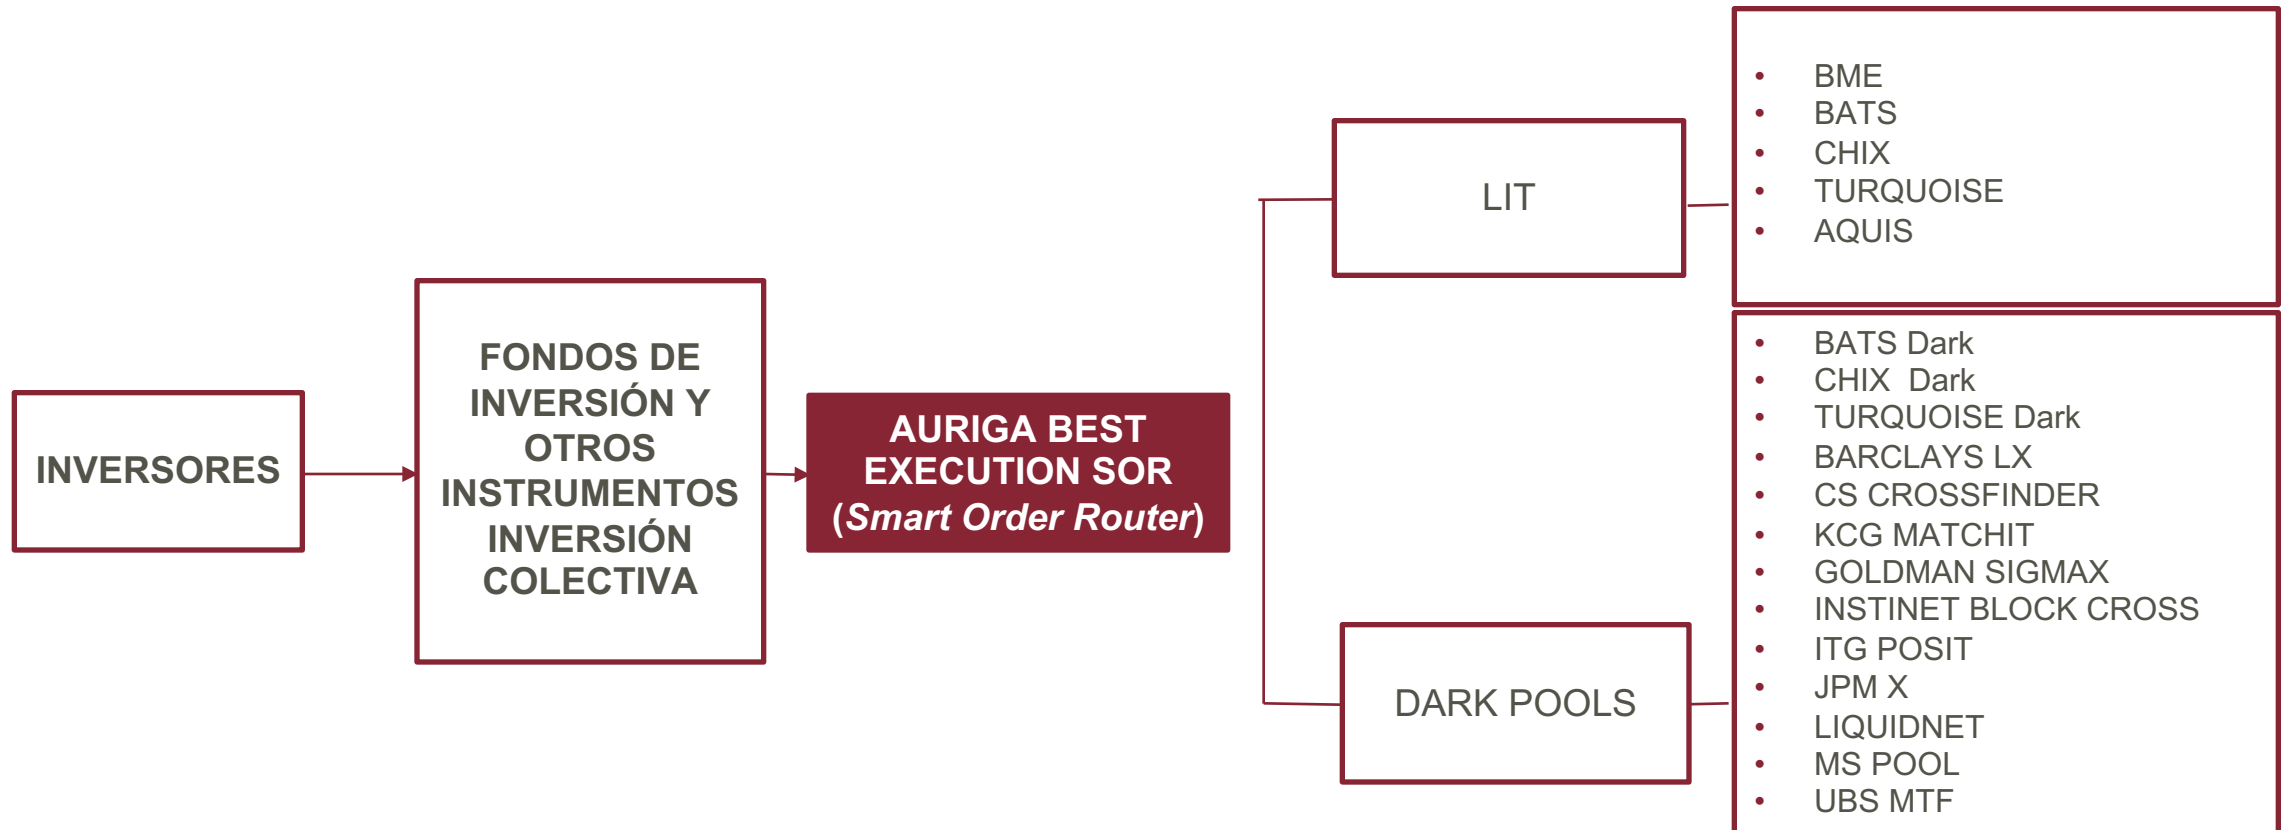 INVERSORES
FONDOS DE
INVERSIÓN Y
OTROS
INSTRUMENTOS
INVERSIÓN
COLECTIVA
AURIGA BEST
EXECUTION SOR
(Smart Order Router)
LIT
• BME
• BATS
• CHIX
• TURQUOISE
• AQUIS
DARK POOLS
• BATS Dark
• CHIX  Dark
• TURQUOISE Dark
• BARCLAYS LX
• CS CROSSFINDER
• KCG MATCHIT
• GOLDMAN SIGMAX
• INSTINET BLOCK CROSS
• ITG POSIT
• JPM X
• LIQUIDNET
• MS POOL
• UBS MTF